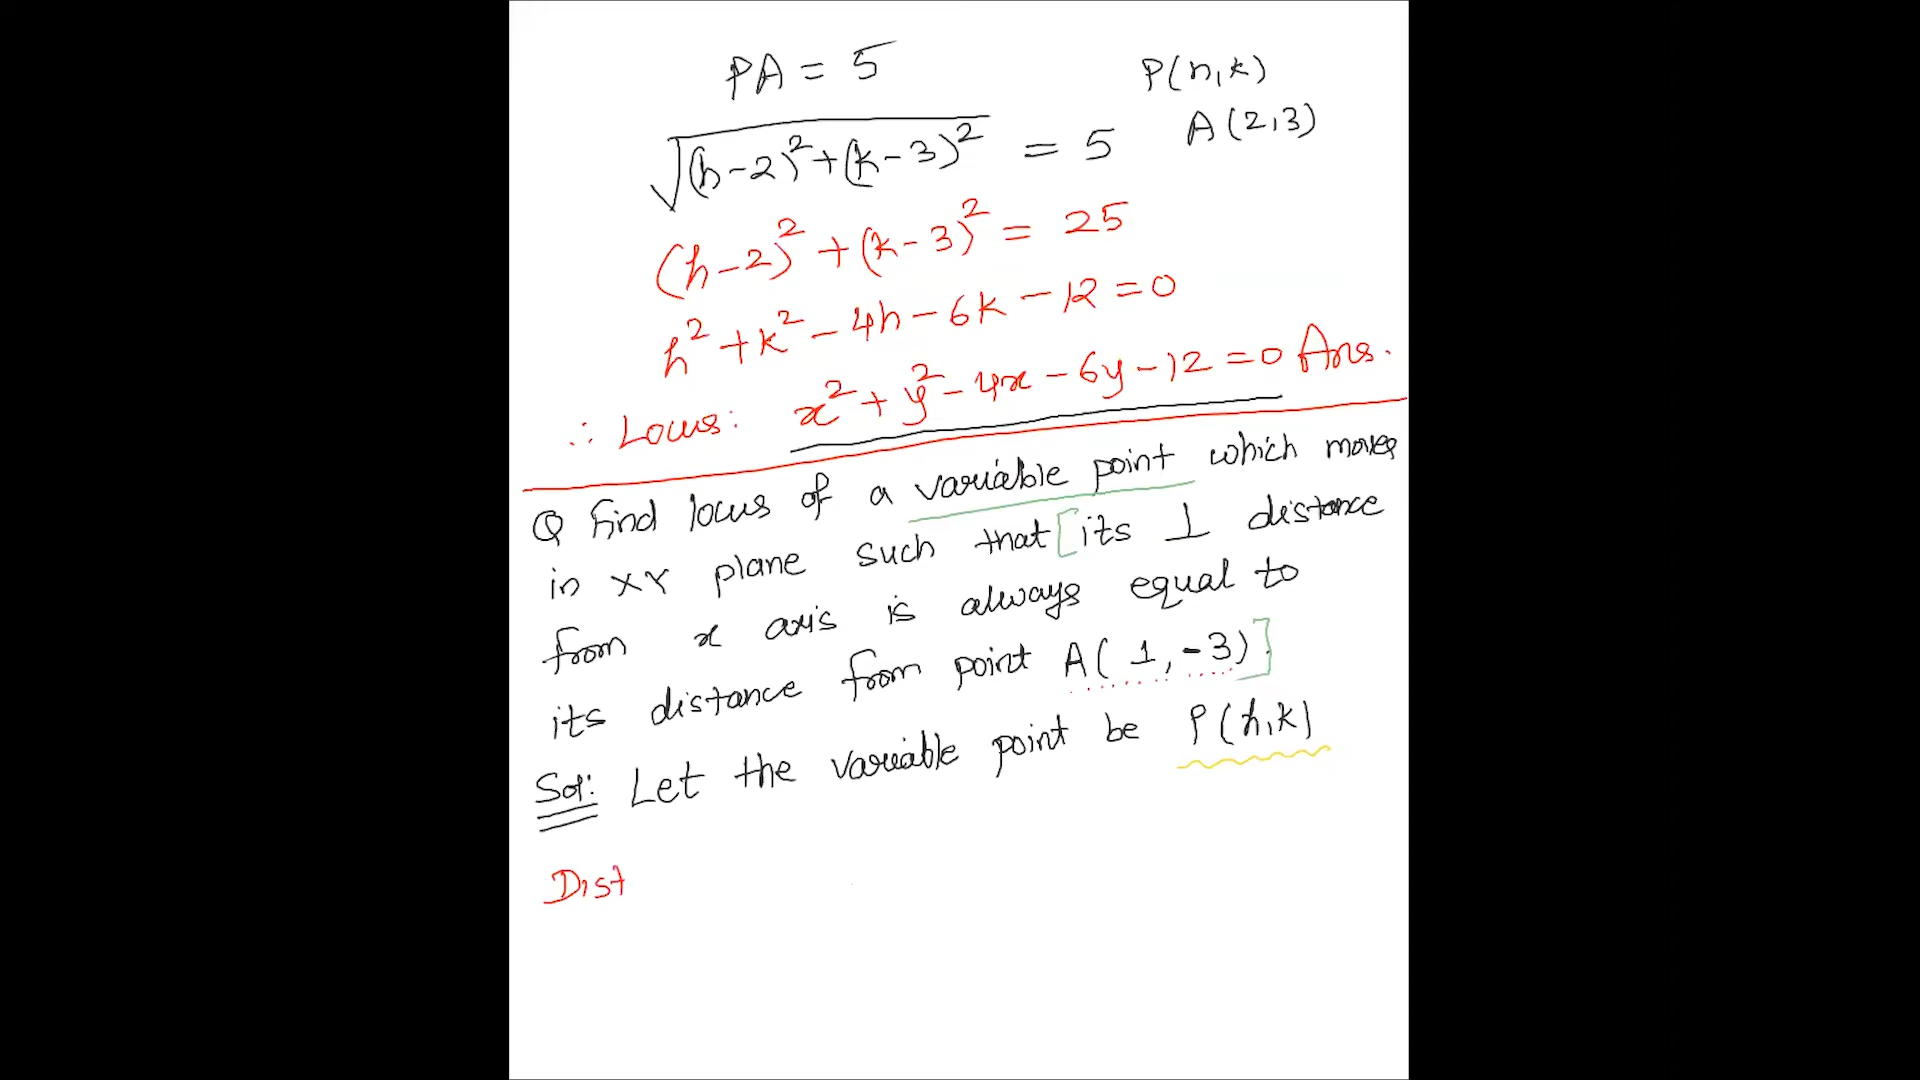 PA = 5
P(h,k)
A(2,3)
√(h-2)²+(k-3)² = 5
(h-2)²+(k-3)² = 25
h²+k²-4h-6k-12=0
∴ Locus: x²+y²-4x-6y-12=0 Ans.
Q Find locus of a variable point which moves
in XY plane such that [its ⊥ distance
from x axis is always equal to
its distance from point A(1,-3)].
Sol: Let the variable point be P(h,k)
Dist